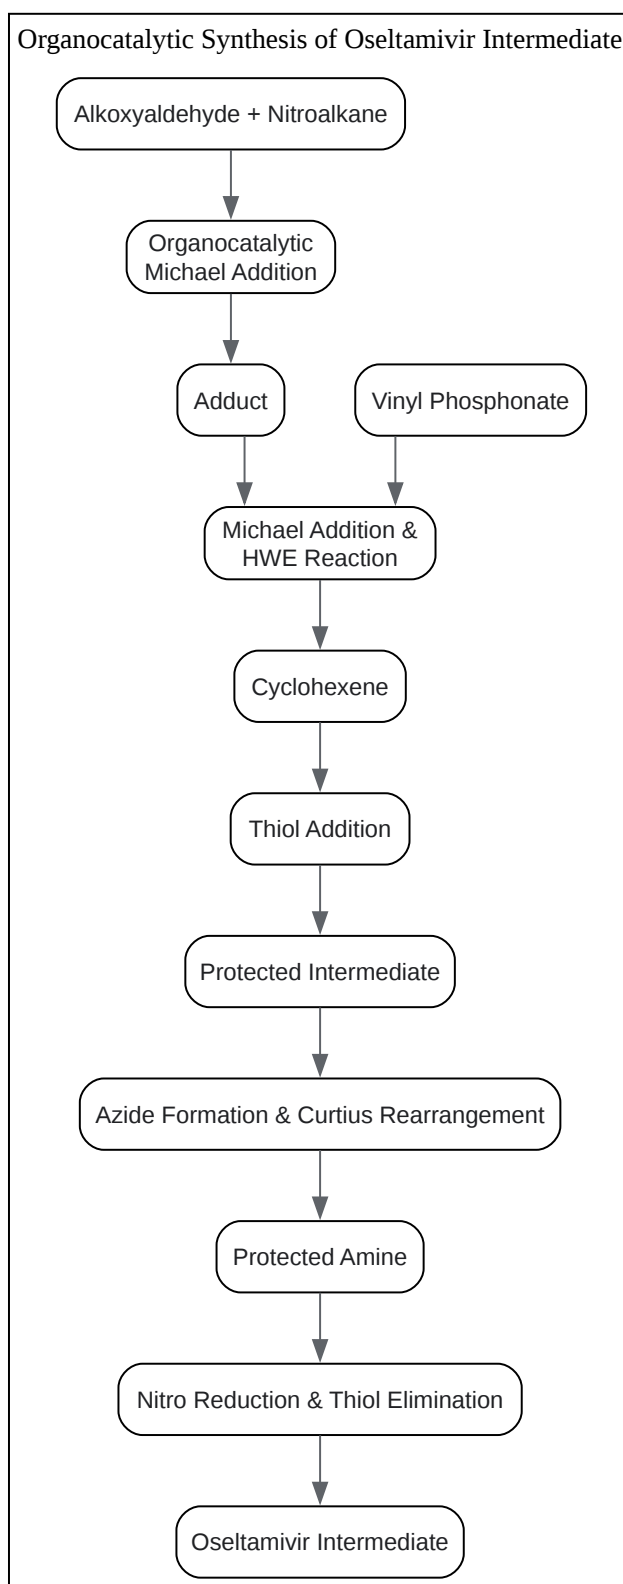 Organocatalytic Synthesis of Oseltamivir Intermediate
Alkoxyaldehyde + Nitroalkane
Organocatalytic
Michael Addition
Adduct
Vinyl Phosphonate
Michael Addition &
HWE Reaction
Cyclohexene
Thiol Addition
Protected Intermediate
Azide Formation & Curtius Rearrangement
Protected Amine
Nitro Reduction & Thiol Elimination
Oseltamivir Intermediate